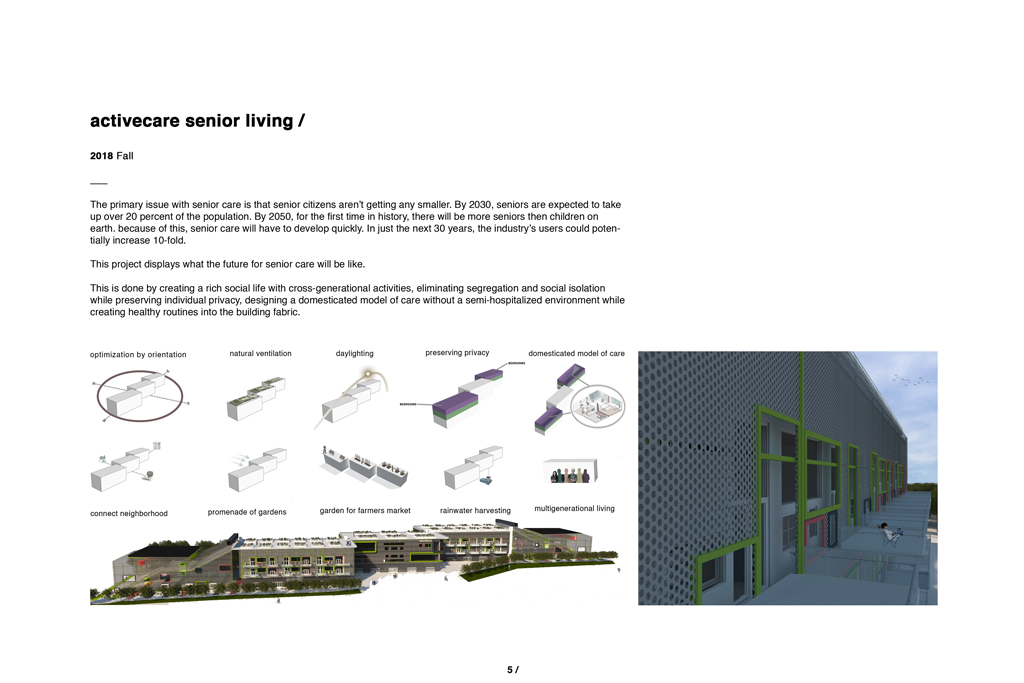 activecare senior living /
2018 Fall
The primary issue with senior care is that senior citizens aren’t getting any smaller. By 2030, seniors are expected to take
up over 20 percent of the population. By 2050, for the first time in history, there will be more seniors then children on
earth. because of this, senior care will have to develop quickly. In just the next 30 years, the industry’s users could poten-
tially increase 10-fold.
This project displays what the future for senior care will be like.
This is done by creating a rich social life with cross-generational activities, eliminating segregation and social isolation
while preserving individual privacy, designing a domesticated model of care without a semi-hospitalized environment while
creating healthy routines into the building fabric.
optimization by orientation
natural ventilation
daylighting
preserving privacy
domesticated model of care
connect neighborhood
promenade of gardens
garden for farmers market
rainwater harvesting
multigenerational living
5 /